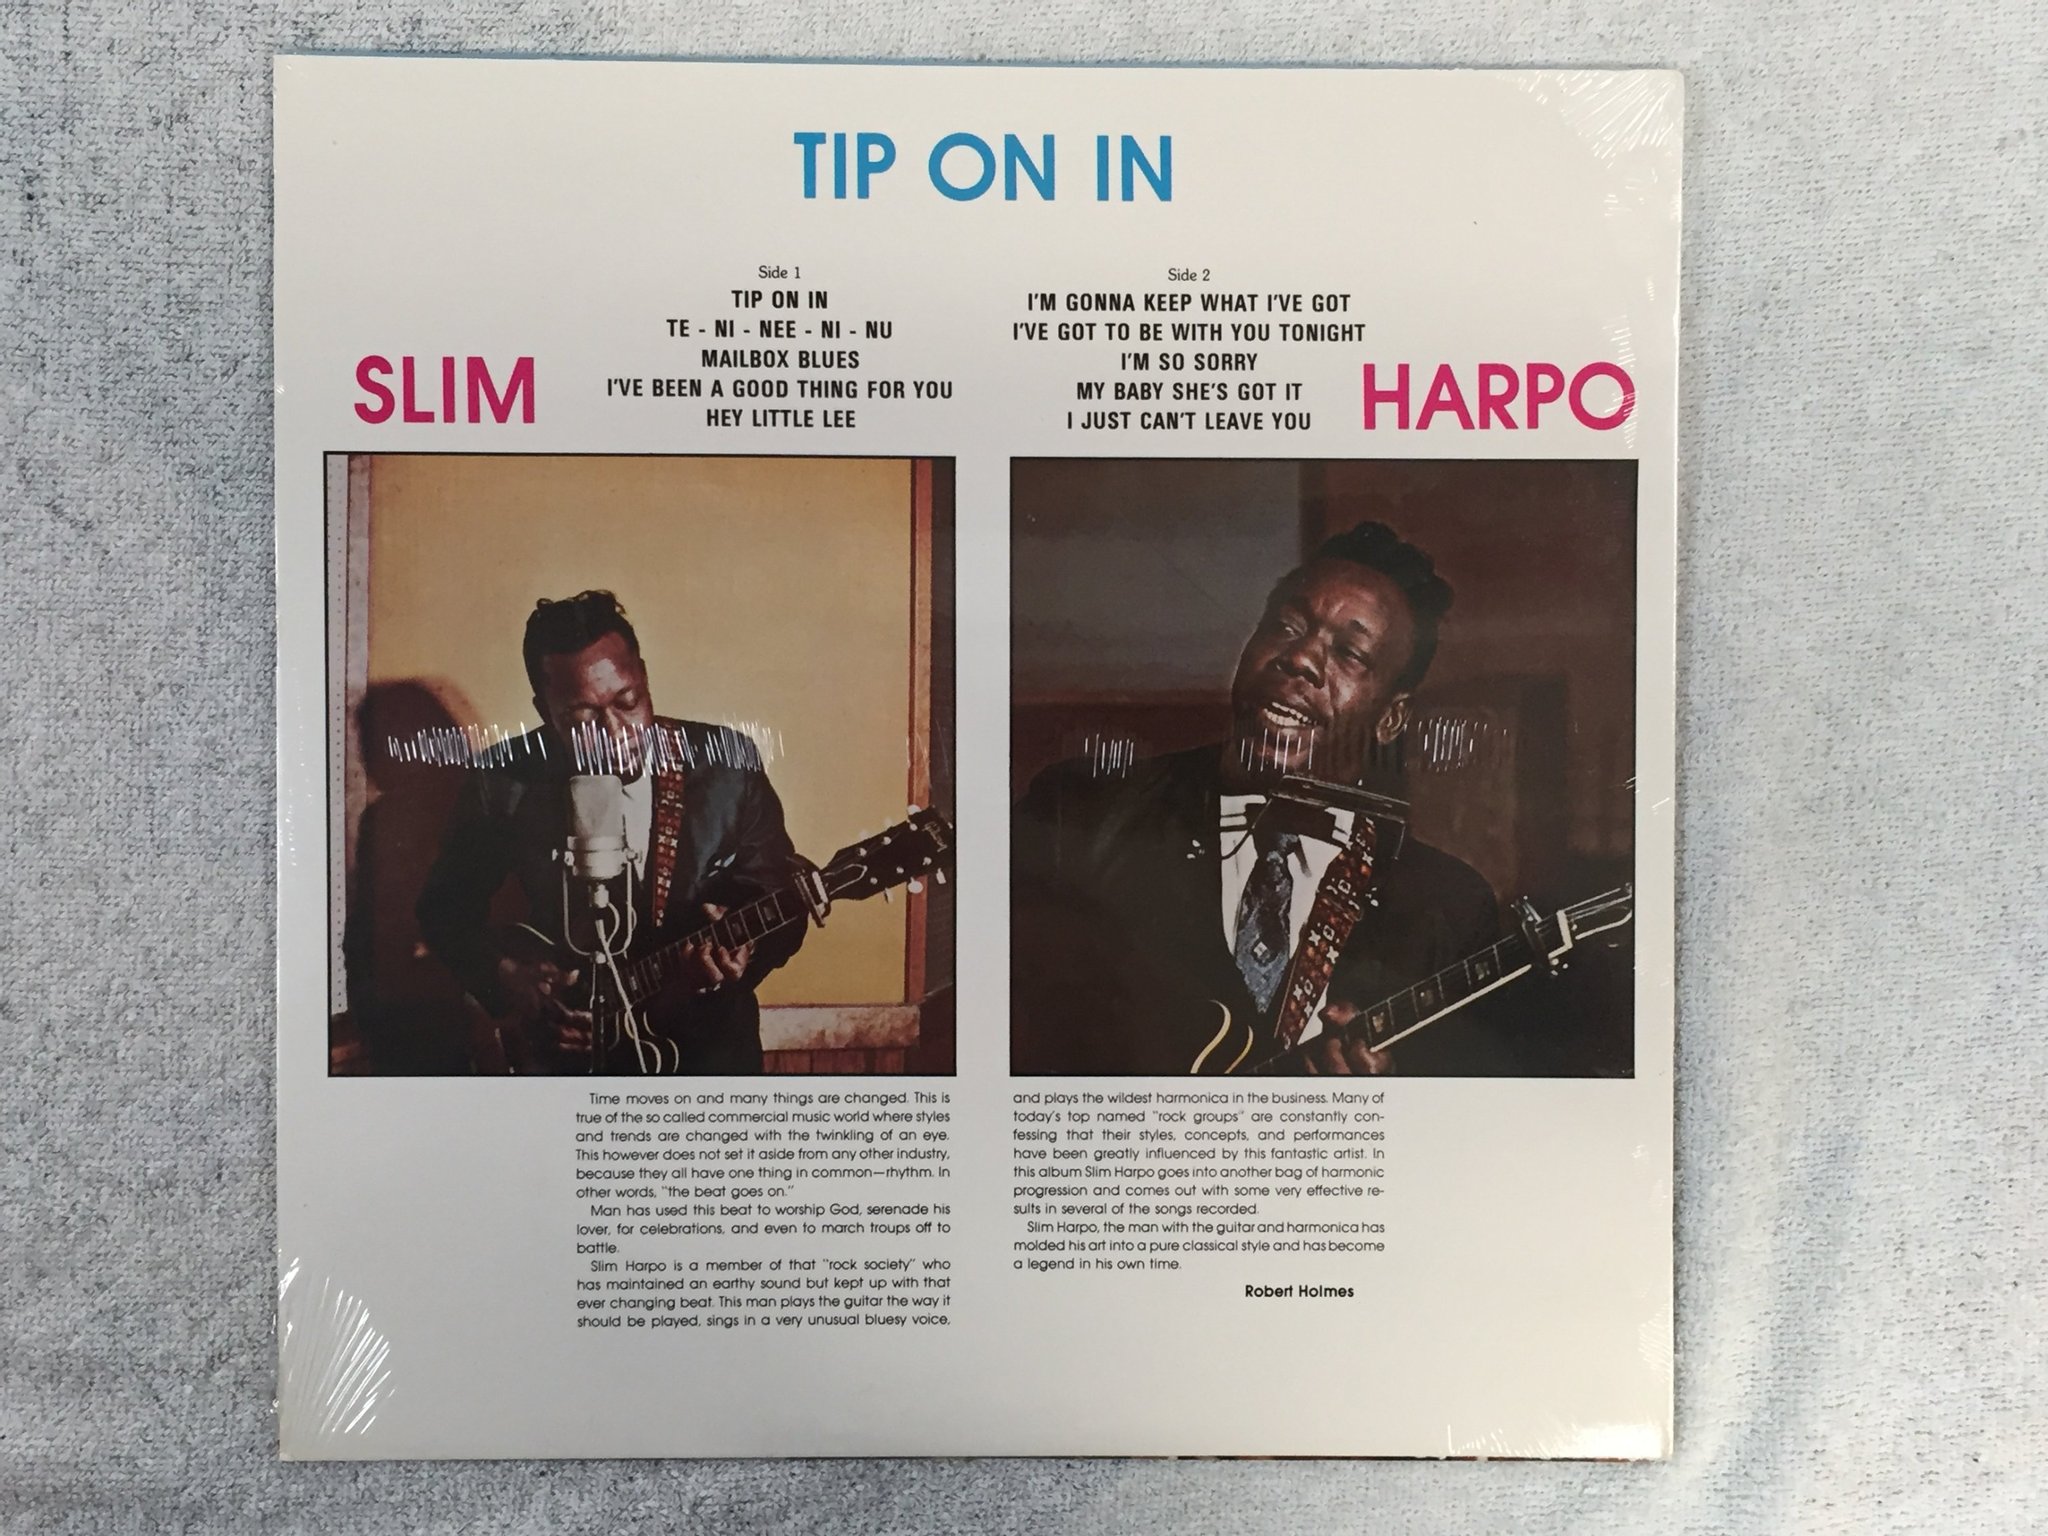 TIP ON IN
SLIM
Side 1
TIP ON IN
TE - NI - NEE - NI - NU
MAILBOX BLUES
I'VE BEEN A GOOD THING FOR YOU
HEY LITTLE LEE
Side 2
I'M GONNA KEEP WHAT I'VE GOT
I'VE GOT TO BE WITH YOU TONIGHT
I'M SO SORRY
MY BABY SHE'S GOT IT
I JUST CAN'T LEAVE YOU
HARPO
Gibson
Time moves on and many things are changed. This is
true of the so called commercial music world where styles
and trends are changed with the twinkling of an eye.
This however does not set it aside from any other industry,
because they all have one thing in common—rhythm. In
other words, "the beat goes on."
Man has used this beat to worship God, serenade his
lover, for celebrations, and even to march troups off to
battle.
Slim Harpo is a member of that "rock society" who
has maintained an earthy sound but kept up with that
ever changing beat. This man plays the guitar the way it
should be played, sings in a very unusual bluesy voice,
and plays the wildest harmonica in the business. Many of
today's top named "rock groups" are constantly con-
fessing that their styles, concepts, and performances
have been greatly influenced by this fantastic artist. In
this album Slim Harpo goes into another bag of harmonic
progression and comes out with some very effective re-
sults in several of the songs recorded.
Slim Harpo, the man with the guitar and harmonica has
molded his art into a pure classical style and has become
a legend in his own time.
Robert Holmes